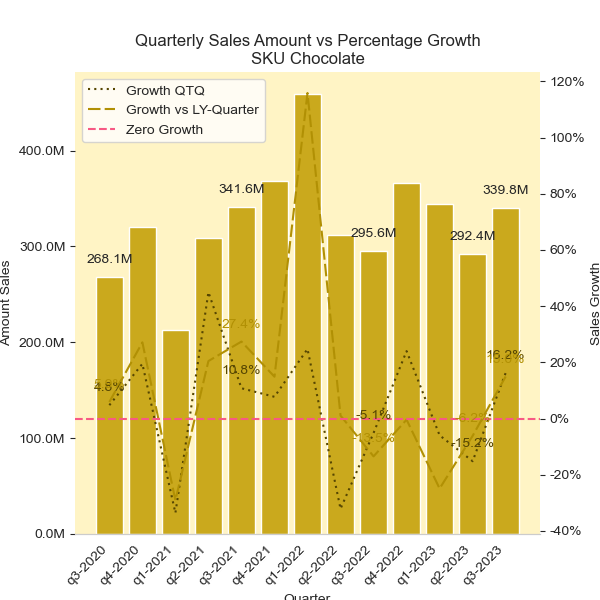 Quarterly Sales Amount vs Percentage Growth
SKU Chocolate
Growth QTQ
Growth vs LY-Quarter
Zero Growth
120%
100%
80%
60%
40%
20%
0%
-20%
-40%
Sales Growth
400.0M
300.0M
200.0M
100.0M
0.0M
Amount Sales
268.1M
341.6M
295.6M
292.4M
339.8M
4.8%
27.4%
10.8%
-5.1%
-13.5%
-15.2%
16.2%
q3-2020
q4-2020
q1-2021
q2-2021
q3-2021
q4-2021
q1-2022
q2-2022
q3-2022
q4-2022
q1-2023
q2-2023
q3-2023
Quarter